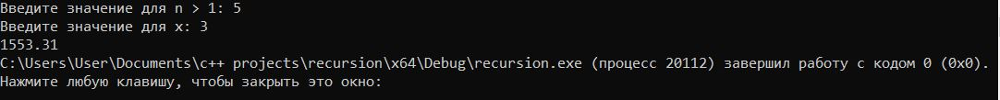 Введите значение для n > 1: 5
Введите значение для x: 3
1553.31
C:\Users\User\Documents\c++ projects\recursion\x64\Debug\recursion.exe (процесс 20112) завершил работу с кодом 0 (0x0).
Нажмите любую клавишу, чтобы закрыть это окно: